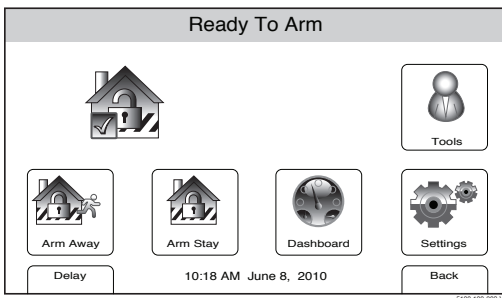 Ready To Arm
Tools
Arm Away
Arm Stay
Dashboard
Settings
Delay
10:18 AM June 8, 2010
Back